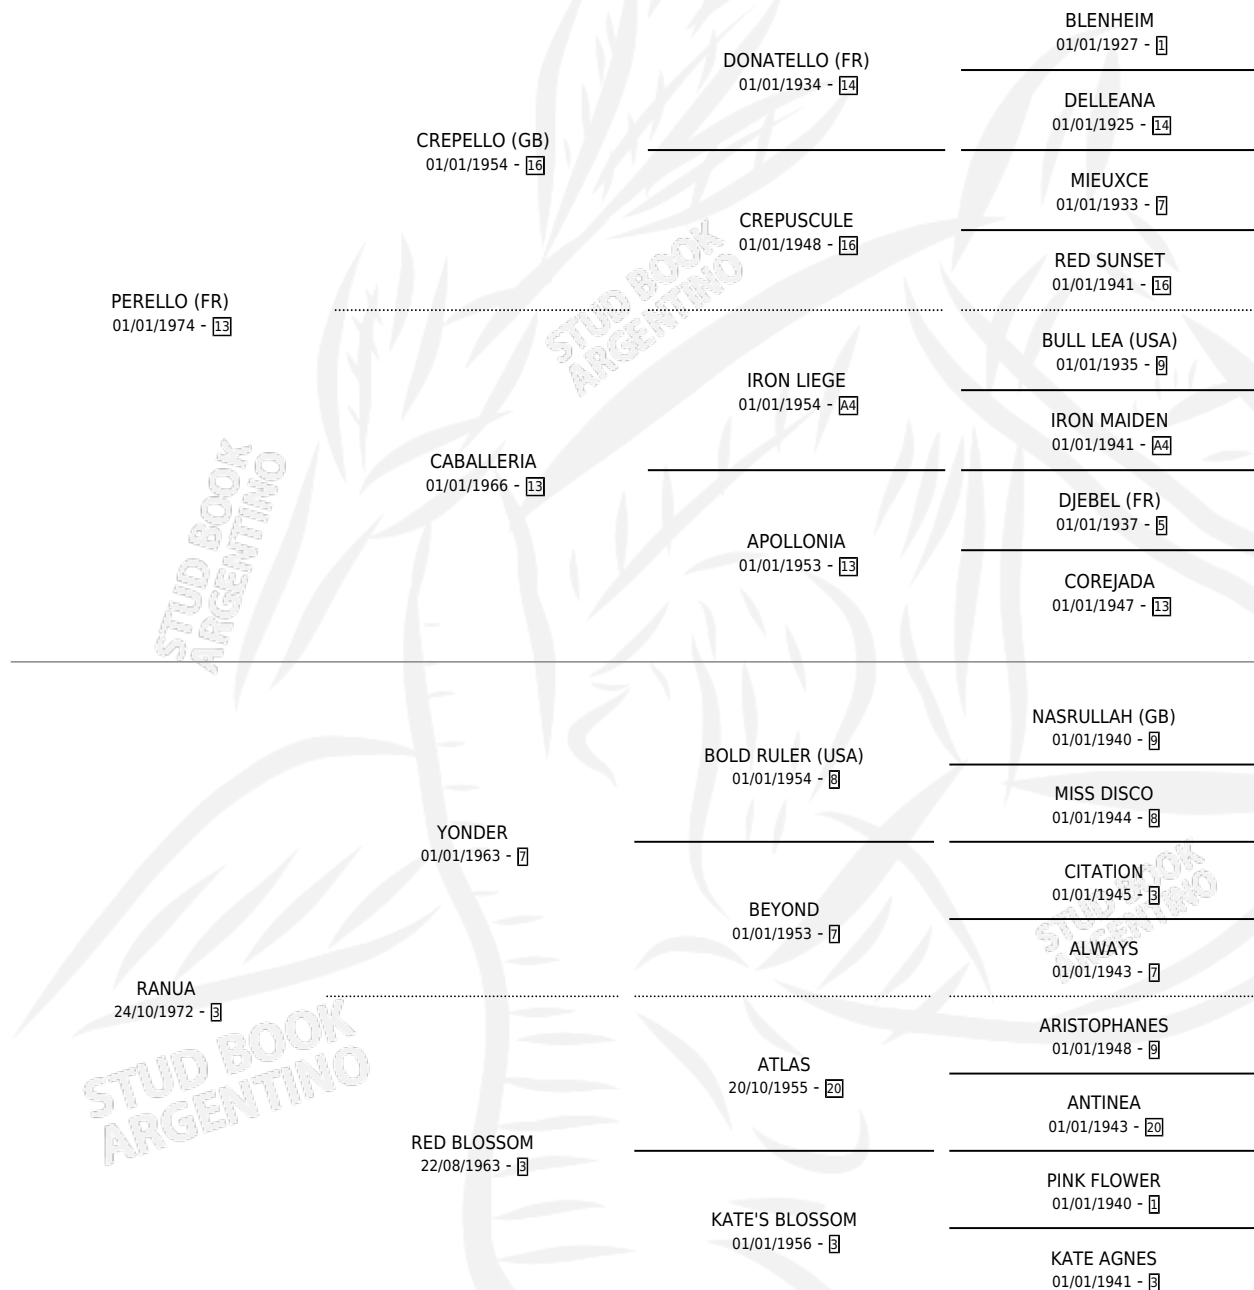 BLENHEIM
01/01/1927 - 1
DONATELLO (FR)
01/01/1934 - 14
DELLEANA
01/01/1925 - 14
CREPELLO (GB)
01/01/1954 - 16
MIEUXCE
01/01/1933 - 7
CREPUSCULE
01/01/1948 - 16
RED SUNSET
01/01/1941 - 16
PERELLO (FR)
01/01/1974 - 13
BULL LEA (USA)
01/01/1935 - 9
IRON LIEGE
01/01/1954 - A4
IRON MAIDEN
01/01/1941 - A4
CABALLERIA
01/01/1966 - 13
DJEBEL (FR)
01/01/1937 - 5
APOLLONIA
01/01/1953 - 13
COREJADA
01/01/1947 - 13
NASRULLAH (GB)
01/01/1940 - 9
BOLD RULER (USA)
01/01/1954 - 8
MISS DISCO
01/01/1944 - 8
YONDER
01/01/1963 - 7
CITATION
01/01/1945 - 3
BEYOND
01/01/1953 - 7
ALWAYS
01/01/1943 - 7
RANUA
24/10/1972 - 3
ARISTOPHANES
01/01/1948 - 9
ATLAS
20/10/1955 - 20
ANTINEA
01/01/1943 - 20
RED BLOSSOM
22/08/1963 - 3
PINK FLOWER
01/01/1940 - 1
KATE'S BLOSSOM
01/01/1956 - 3
KATE AGNES
01/01/1941 - 3
STUD BOOK
ARGENTINO
STUD BOOK
ARGENTINO
STUD BOOK
ARGENTINO
STUD BOOK
ARGENTINO